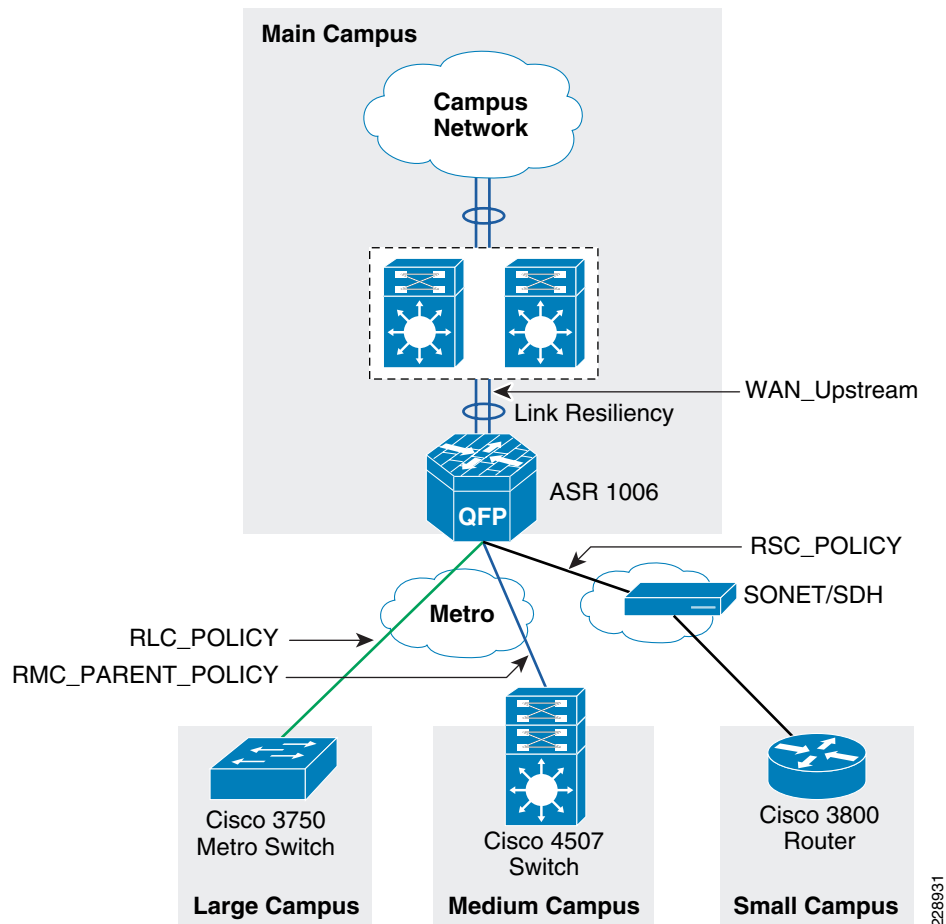 Main Campus
Campus
Network
WAN_Upstream
Link Resiliency
ASR 1006
QFP
RSC_POLICY
SONET/SDH
Metro
RLC_POLICY
RMC_PARENT_POLICY
Cisco 3750
Metro Switch
Cisco 4507
Switch
Cisco 3800
Router
Large Campus
Medium Campus
Small Campus
228931